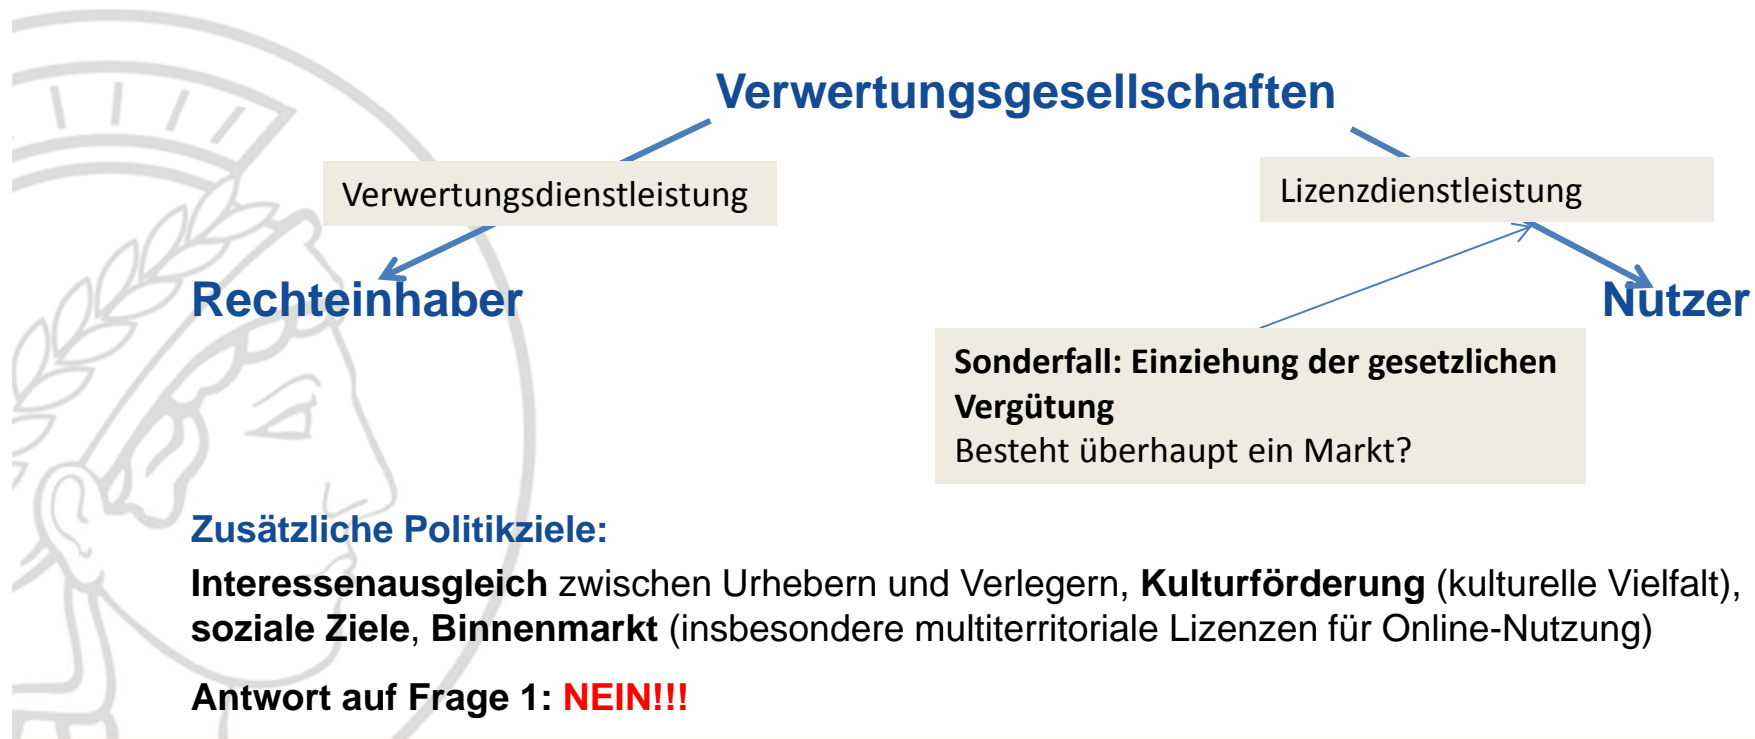 Verwertungsgesellschaften
Verwertungsdienstleistung
Lizenzdienstleistung
Rechteinhaber
Nutzer
Sonderfall: Einziehung der gesetzlichen
Vergütung
Besteht überhaupt ein Markt?
Zusätzliche Politikziele:
Interessenausgleich zwischen Urhebern und Verlegern, Kulturförderung (kulturelle Vielfalt),
soziale Ziele, Binnenmarkt (insbesondere multiterritoriale Lizenzen für Online-Nutzung)
Antwort auf Frage 1: NEIN!!!